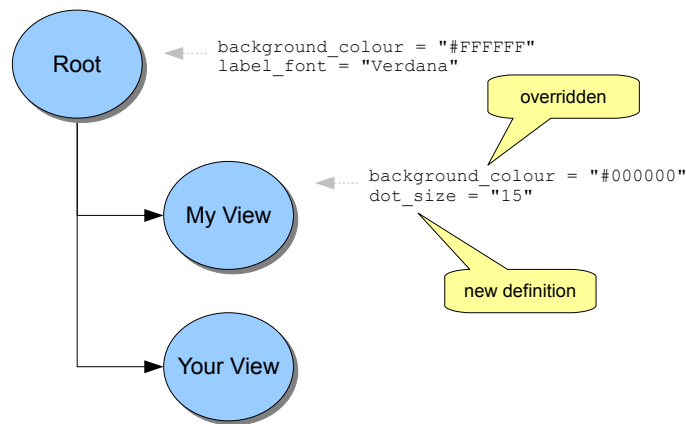 Root
background_colour = "#FFFFFF"
label_font = "Verdana"
overridden
My View
background_colour = "#000000"
dot_size = "15"
new definition
Your View